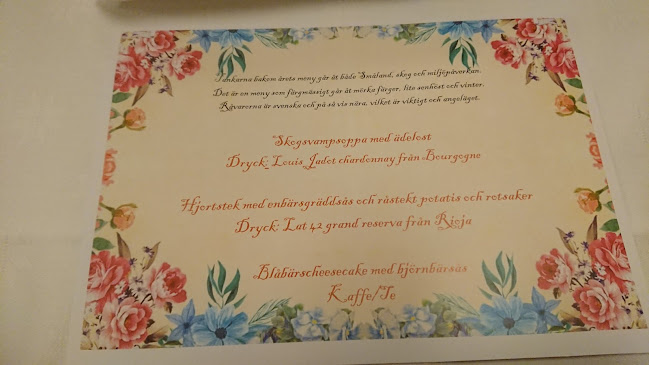 Tankarna bakom årets meny går åt både Småland, skog och miljöpåverkan.
Det är en meny som färgmässigt går åt mörka färger, lite senhöst och vinter.
Råvarorna är svenska och på så vis nära, vilket är viktigt och angeläget.
Skogsvampsoppa med ädelost
Dryck: Louis Jadot chardonnay från Bourgogne
Hjortstek med enbärsgräddsås och råstekt potatis och rotsaker
Dryck: Lat 42 grand reserva från Rioja
Blåbärscheesecake med björnbärsås
Kaffe/Te